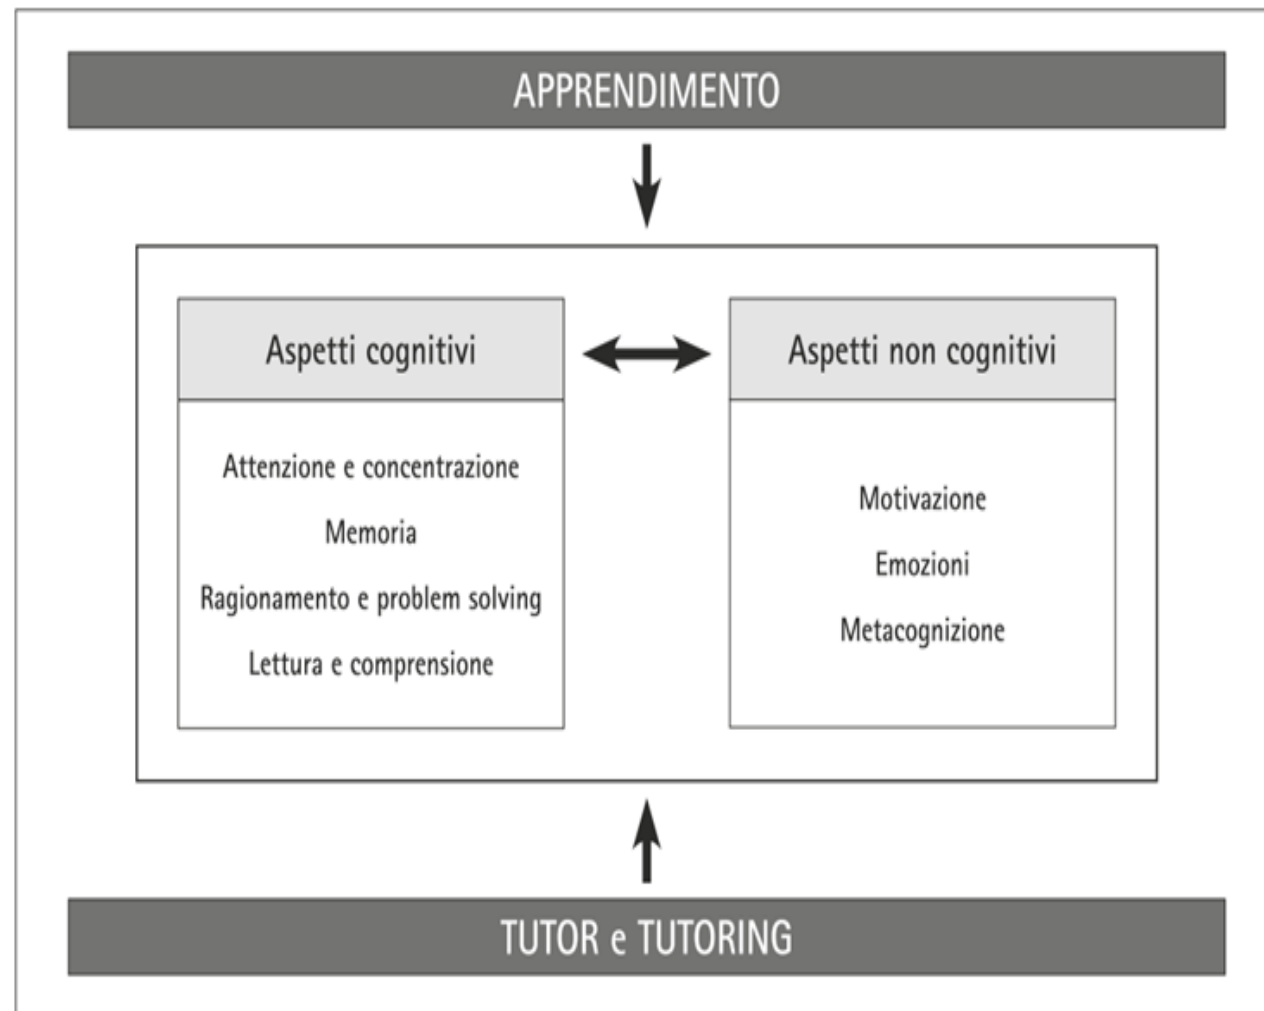 APPRENDIMENTO
Aspetti cognitivi
Attenzione e concentrazione
Memoria
Ragionamento e problem solving
Lettura e comprensione
Aspetti non cognitivi
Motivazione
Emozioni
Metacognizione
TUTOR e TUTORING